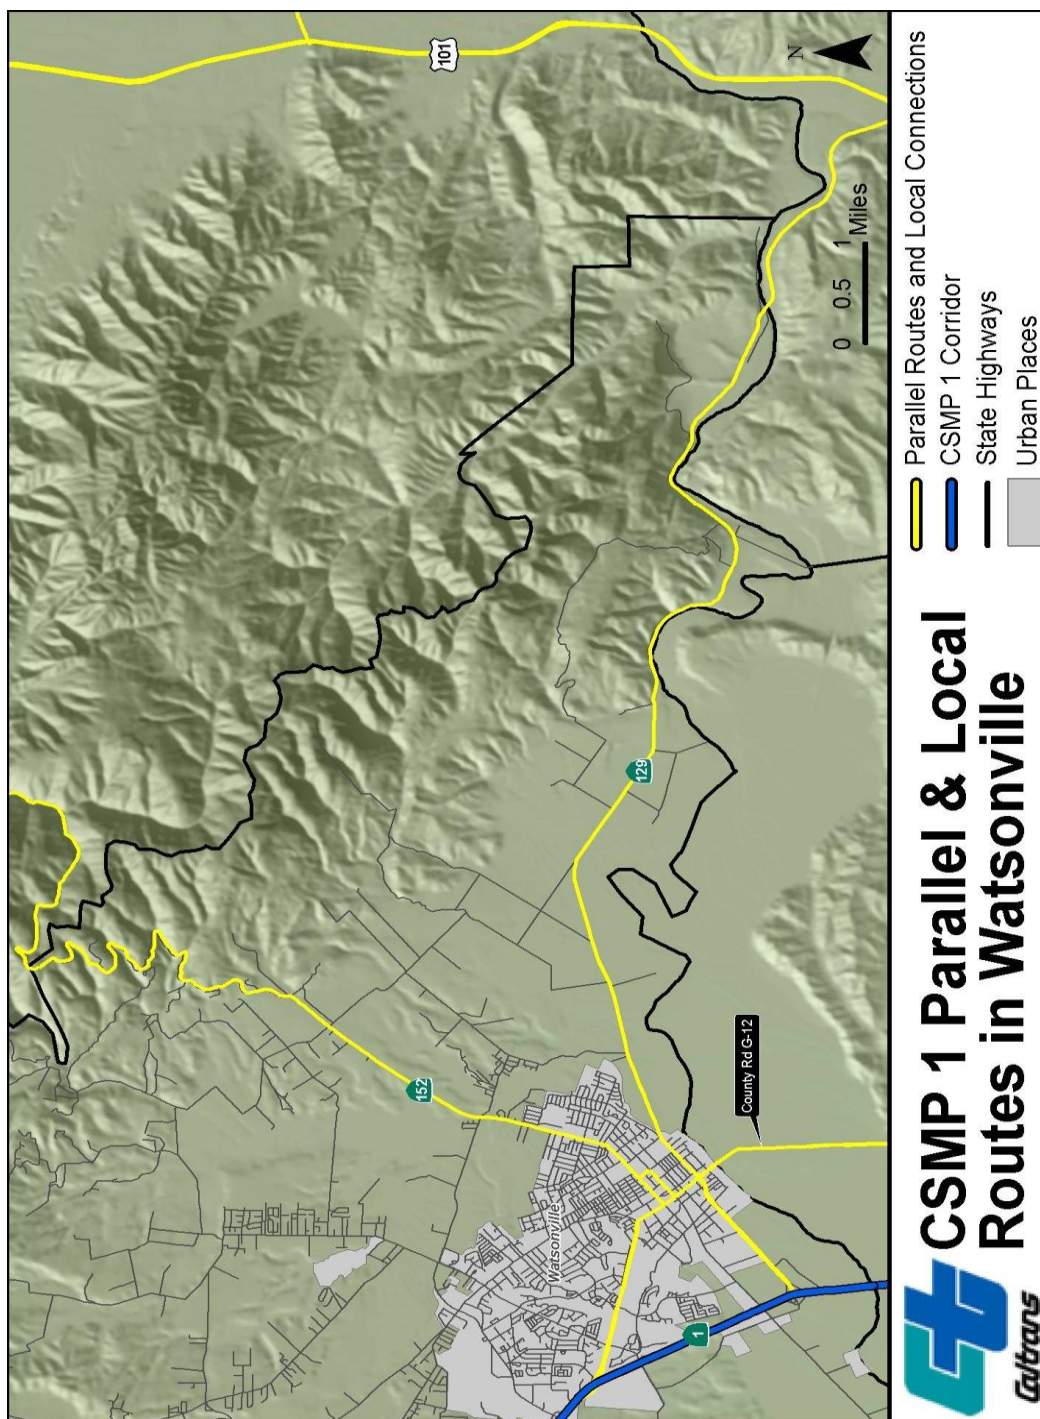 101
N
152
129
County Rd G-12
Watsonville
1
0 0.5 1
Miles
CSMP 1 Parallel & Local
Routes in Watsonville
Parallel Routes and Local Connections
CSMP 1 Corridor
State Highways
Urban Places
Caltrans